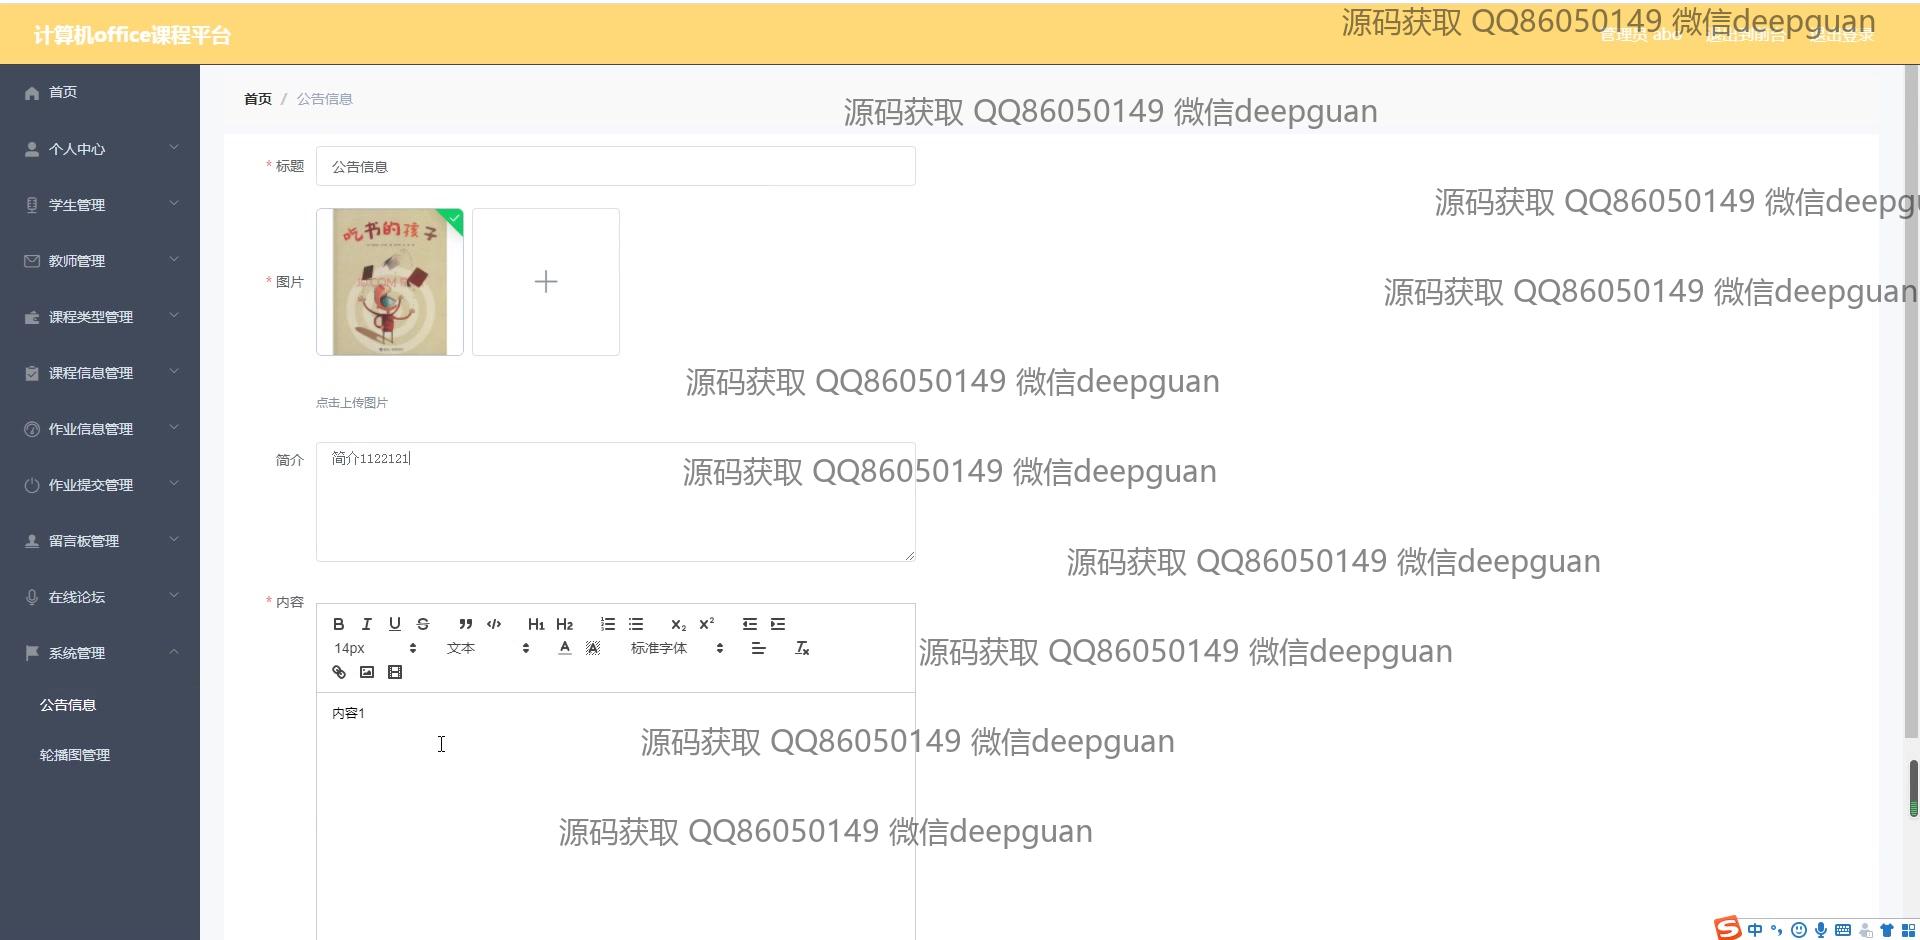 计算机office课程平台
源码获取 QQ86050149 微信deepguan
管理员 abo 退出到前台 退出登录
首页
个人中心
学生管理
教师管理
课程类型管理
课程信息管理
作业信息管理
作业提交管理
留言板管理
在线论坛
系统管理
公告信息
轮播图管理
首页 / 公告信息
源码获取 QQ86050149 微信deepguan
* 标题 公告信息
源码获取 QQ86050149 微信deepgu
* 图片
吃书的孩子
源码获取 QQ86050149 微信deepguan
点击上传图片
源码获取 QQ86050149 微信deepguan
简介 简介1122121
源码获取 QQ86050149 微信deepguan
源码获取 QQ86050149 微信deepguan
* 内容
B I U S H1 H2 X2 X2
14px 文本 A A 标准字体 Tx
源码获取 QQ86050149 微信deepguan
内容1
源码获取 QQ86050149 微信deepguan
源码获取 QQ86050149 微信deepguan
S 中